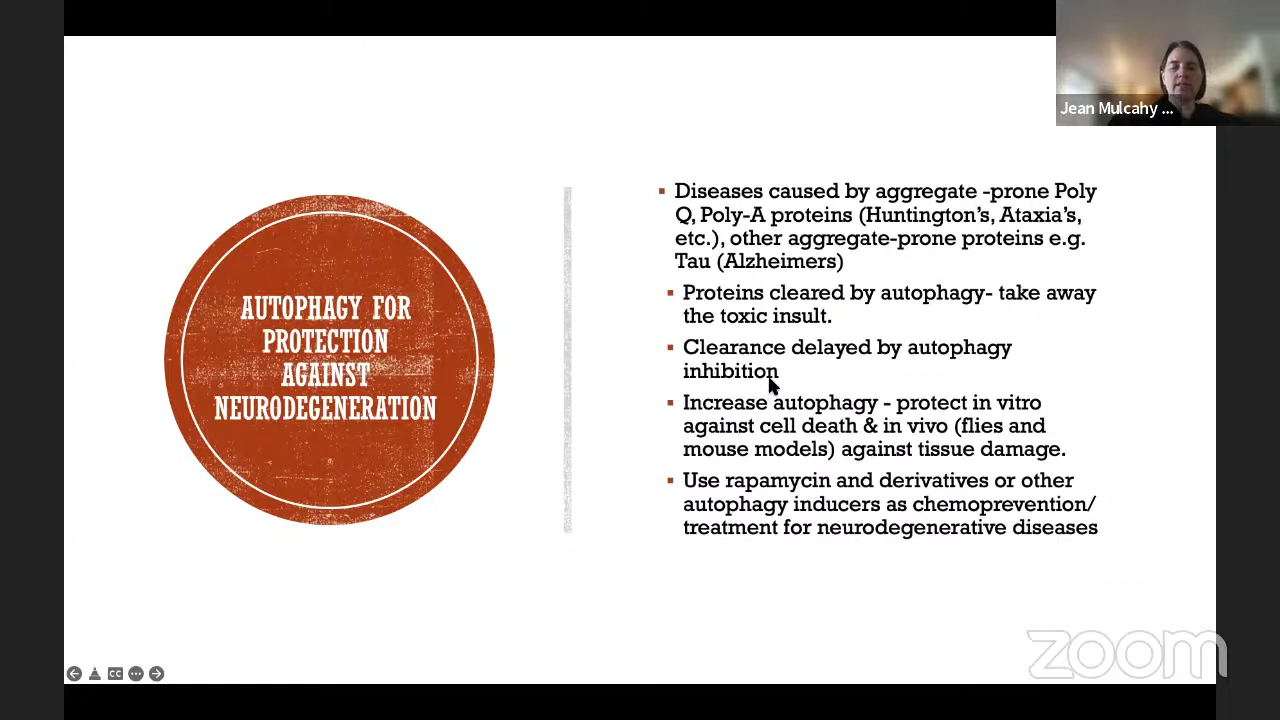 Jean Mulcahy ...
AUTOPHAGY FOR
PROTECTION
AGAINST
NEURODEGENERATION
▪ Diseases caused by aggregate -prone Poly
Q, Poly-A proteins (Huntington's, Ataxia's,
etc.), other aggregate-prone proteins e.g.
Tau (Alzheimers)
▪ Proteins cleared by autophagy- take away
the toxic insult.
▪ Clearance delayed by autophagy
inhibition
▪ Increase autophagy - protect in vitro
against cell death & in vivo (flies and
mouse models) against tissue damage.
▪ Use rapamycin and derivatives or other
autophagy inducers as chemoprevention/
treatment for neurodegenerative diseases
CC
zoom